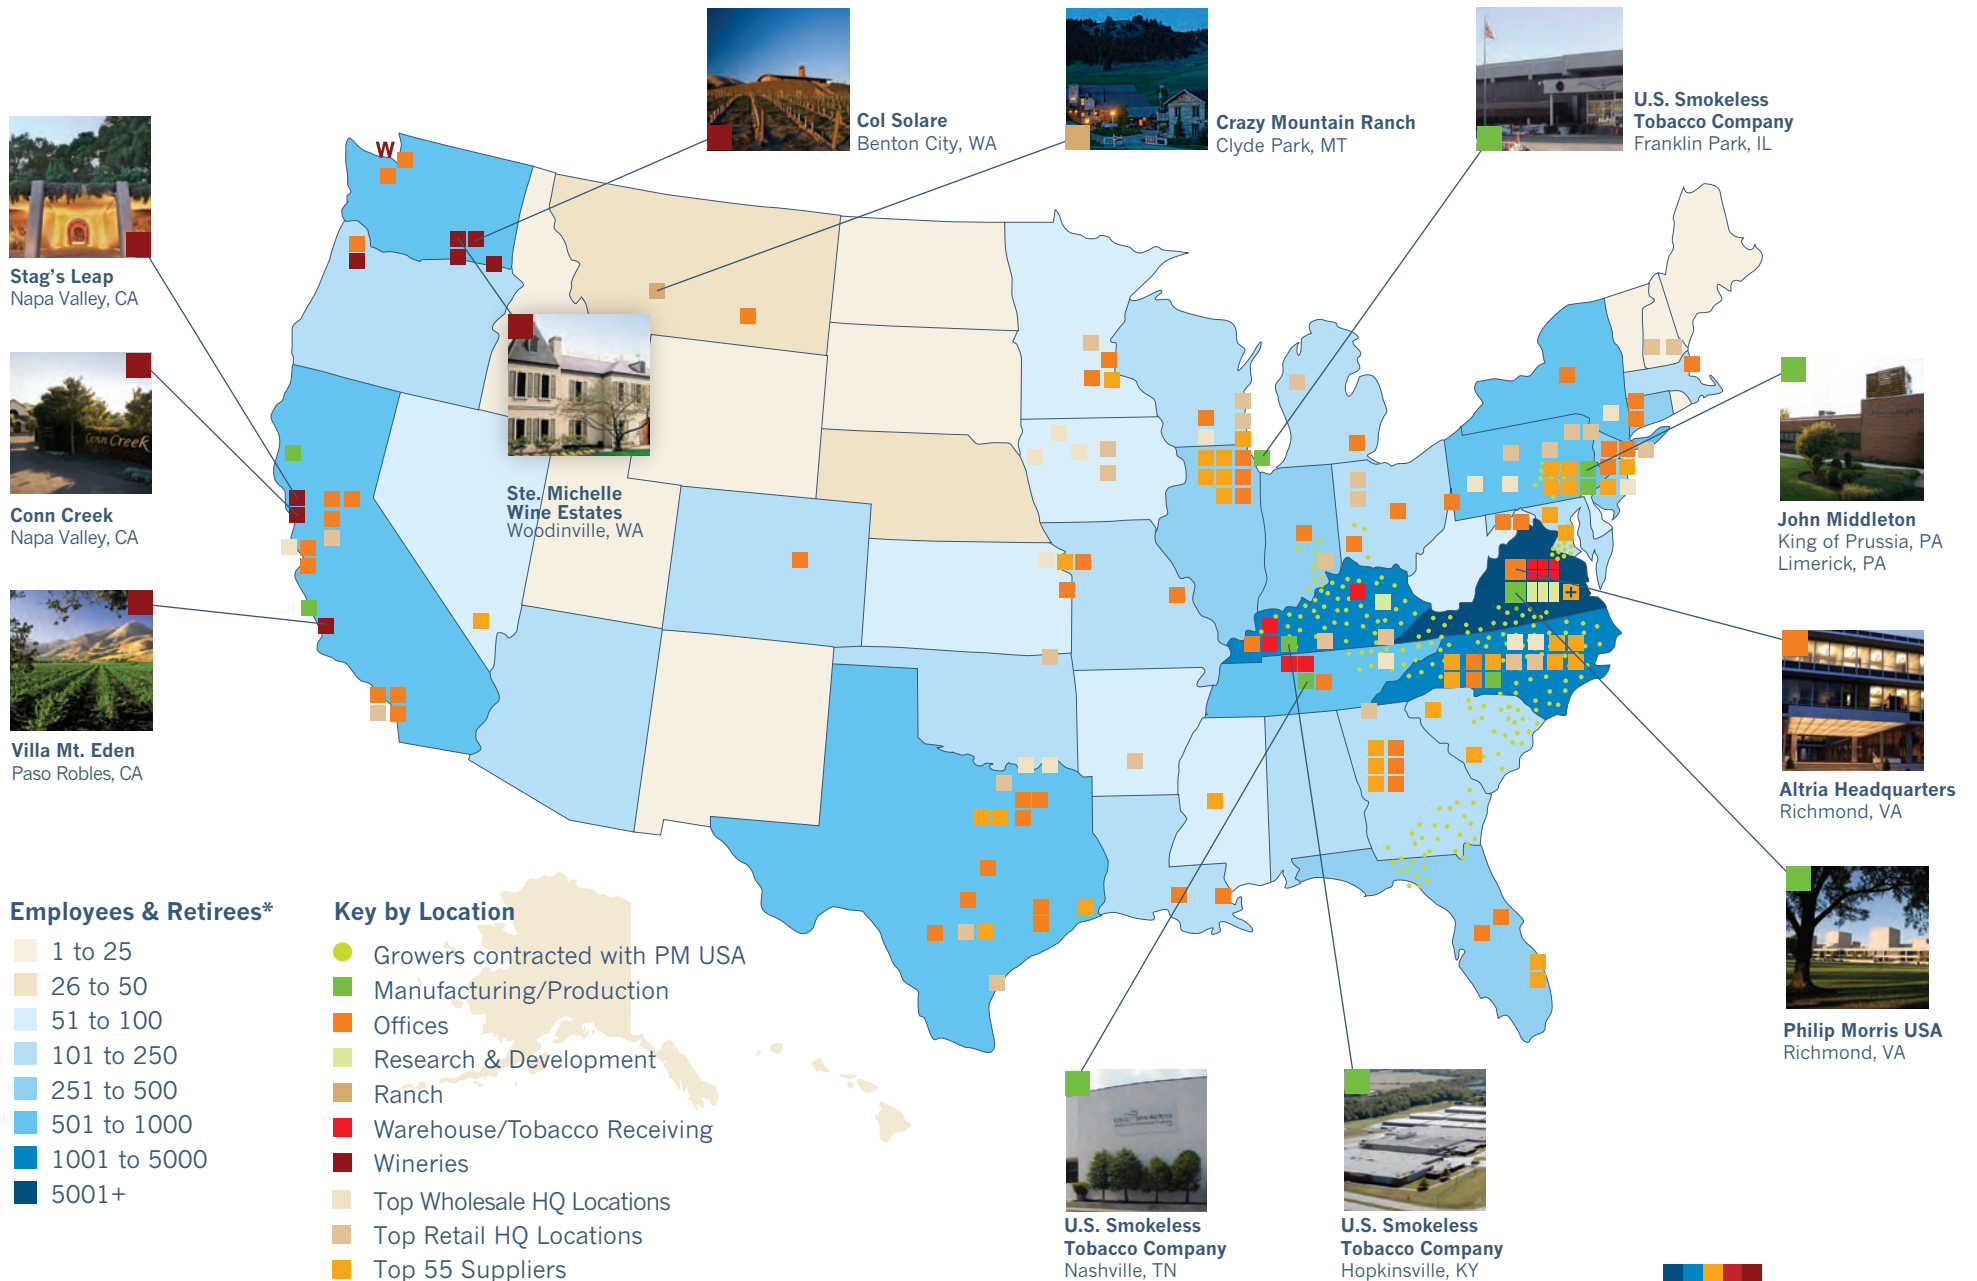 W
Col Solare
Benton City, WA
Crazy Mountain Ranch
Clyde Park, MT
U.S. Smokeless
Tobacco Company
Franklin Park, IL
Stag’s Leap
Napa Valley, CA
Conn Creek
Conn Creek
Napa Valley, CA
Ste. Michelle
Wine Estates
Woodinville, WA
John Middleton
King of Prussia, PA
Limerick, PA
Villa Mt. Eden
Paso Robles, CA
+
Altria Headquarters
Richmond, VA
Philip Morris USA
Richmond, VA
Employees & Retirees*
1 to 25
26 to 50
51 to 100
101 to 250
251 to 500
501 to 1000
1001 to 5000
5001+
Key by Location
Growers contracted with PM USA
Manufacturing/Production
Offices
Research & Development
Ranch
Warehouse/Tobacco Receiving
Wineries
Top Wholesale HQ Locations
Top Retail HQ Locations
Top 55 Suppliers
U.S. Smokeless
Tobacco Company
Nashville, TN
U.S. Smokeless
Tobacco Company
Hopkinsville, KY